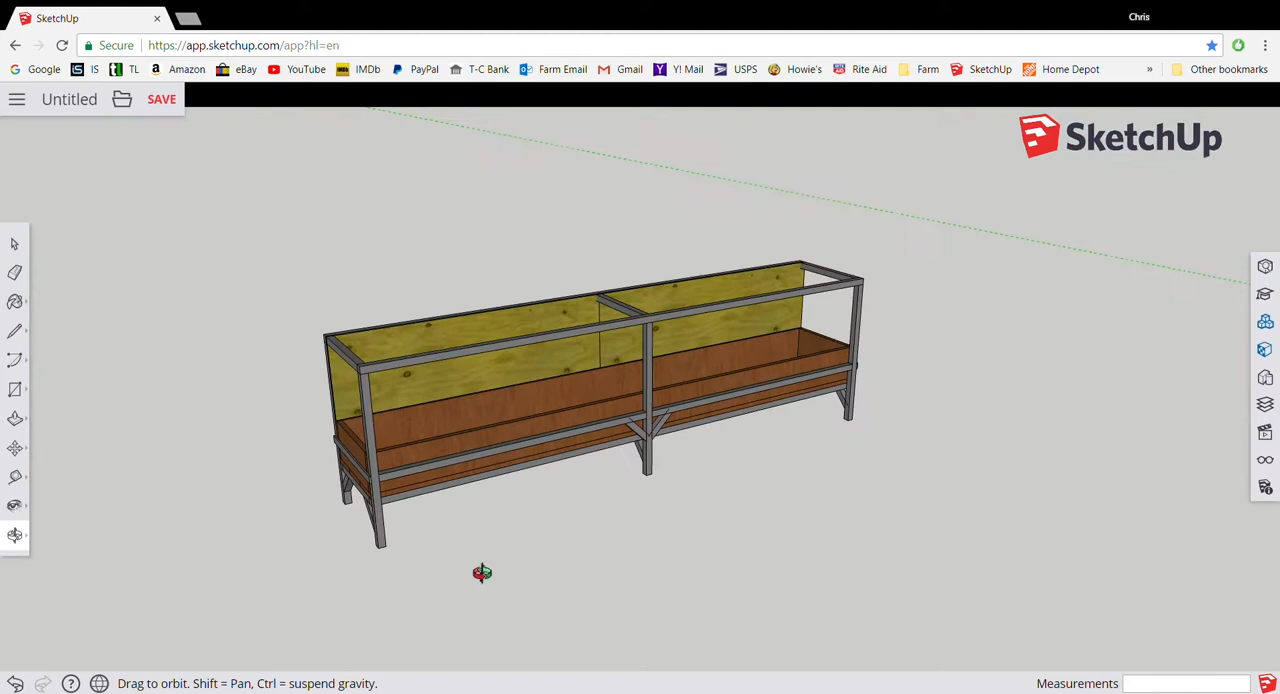 SketchUp
Chris
Secure https://app.sketchup.com/app?hl=en
Google IS TL Amazon eBay YouTube IMDb PayPal T-C Bank Farm Email Gmail Y! Mail USPS Howie's Rite Aid Farm SketchUp Home Depot » Other bookmarks
Untitled SAVE
SketchUp
Drag to orbit. Shift = Pan, Ctrl = suspend gravity. Measurements